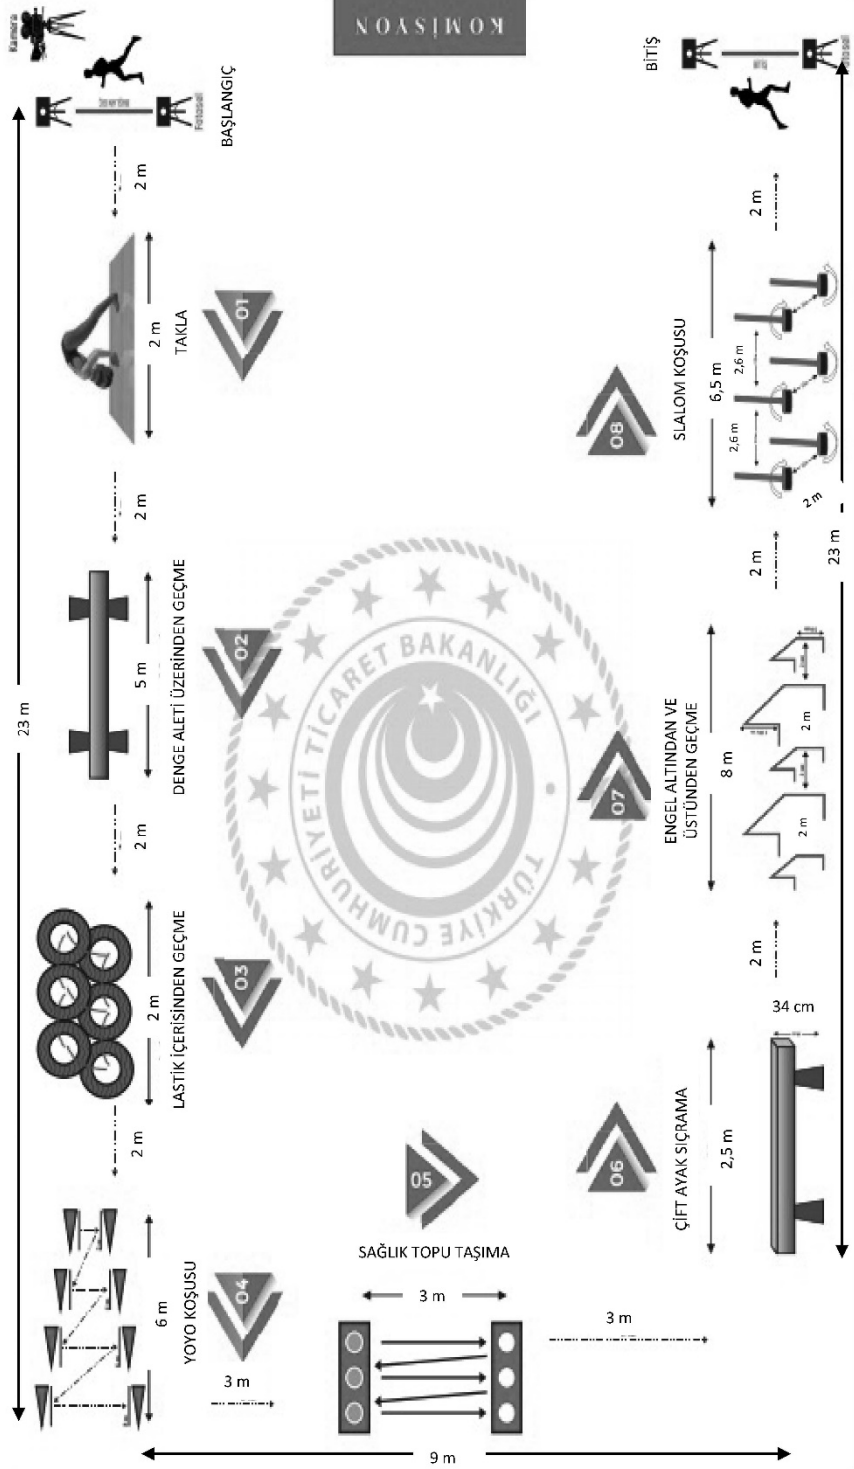 KOMİSYON
Kamera
Fotosel
BAŞLANGIÇ
2 m
2 m
TAKLA
01
2 m
5 m
DENGE ALETİ ÜZERİNDEN GEÇME
02
23 m
2 m
2 m
LASTİK İÇERİSİNDEN GEÇME
03
2 m
6 m
YOYO KOŞUSU
04
3 m
05
SAĞLIK TOPU TAŞIMA
3 m
3 m
9 m
34 cm
2,5 m
ÇİFT AYAK SIÇRAMA
06
2 m
2 m
2 m
8 m
ENGEL ALTINDAN VE
ÜSTÜNDEN GEÇME
07
2 m
23 m
2 m
2,6 m
2,6 m
6,5 m
SLALOM KOŞUSU
08
2 m
BİTİŞ
BİTİŞ
TÜRKİYE CUMHURİYETİ TİCARET BAKANLIĞI